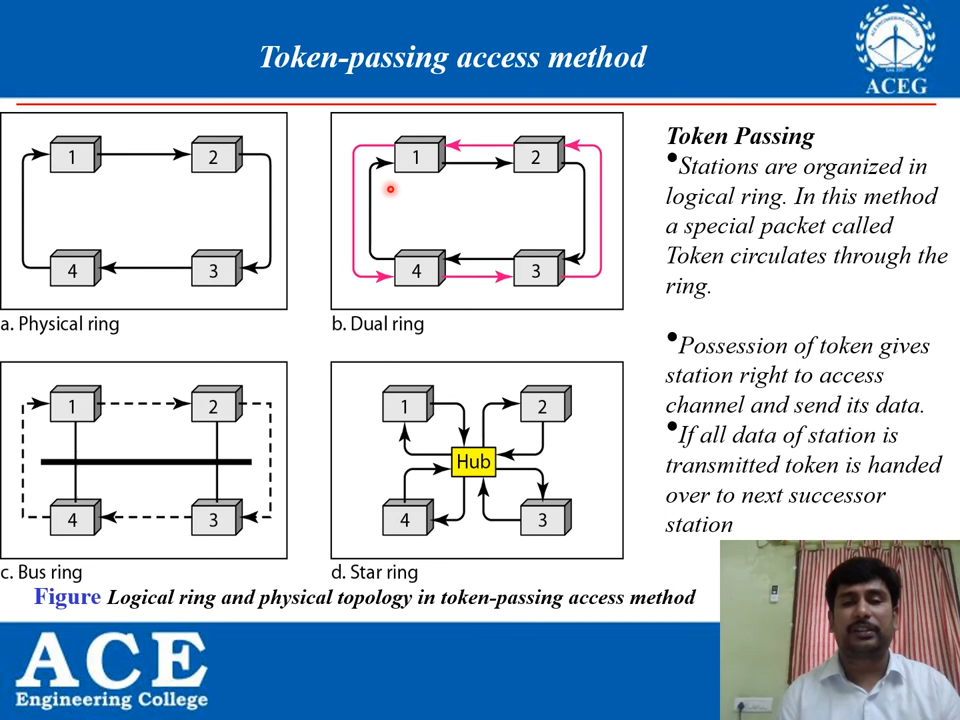 Token-passing access method
ACEG
1
2
4
3
a. Physical ring
1
2
4
3
b. Dual ring
1
2
4
3
c. Bus ring
1
2
Hub
4
3
d. Star ring
Figure Logical ring and physical topology in token-passing access method
Token Passing
•Stations are organized in
logical ring. In this method
a special packet called
Token circulates through the
ring.
•Possession of token gives
station right to access
channel and send its data.
•If all data of station is
transmitted token is handed
over to next successor
station
ACE
Engineering College